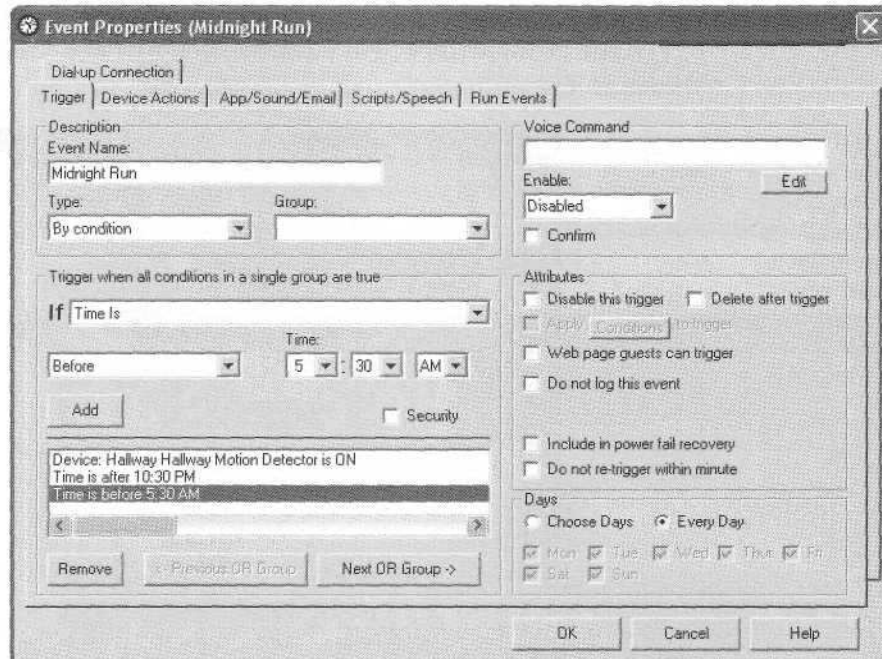 Event Properties (Midnight Run)
Dial-up Connection
Trigger
Device Actions
App/Sound/Email
Scripts/Speech
Run Events
Description
Event Name:
Midnight Run
Type:
Group:
By condition
Voice Command
Enable:
Edit
Disabled
Confirm
Trigger when all conditions in a single group are true
If Time Is
Time:
Before
5 : 30 AM
Add
Security
Device: Hallway Hallway Motion Detector is ON
Time is after 10:30 PM
Time is before 5:30 AM
Remove
<- Previous OR Group
Next OR Group ->
Attributes
Disable this trigger
Delete after trigger
Apply Conditions to trigger
Web page guests can trigger
Do not log this event
Include in power fail recovery
Do not re-trigger within minute
Days
Choose Days
Every Day
Mon Tue Wed Thur Fri
Sat Sun
OK
Cancel
Help